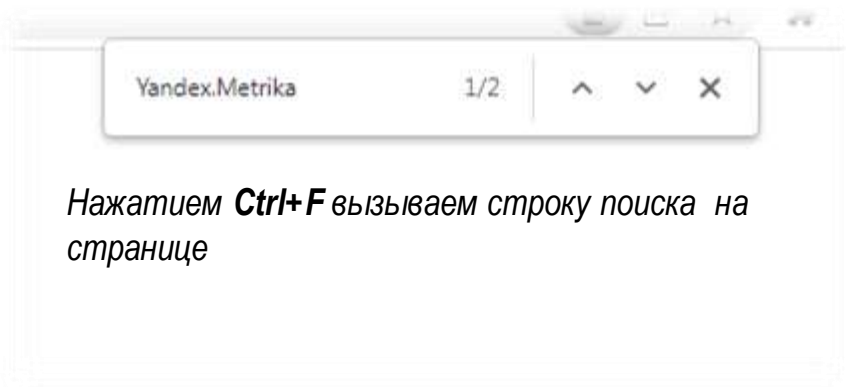 Yandex.Metrika 1/2
Нажатием Ctrl+F вызываем строку поиска на
странице